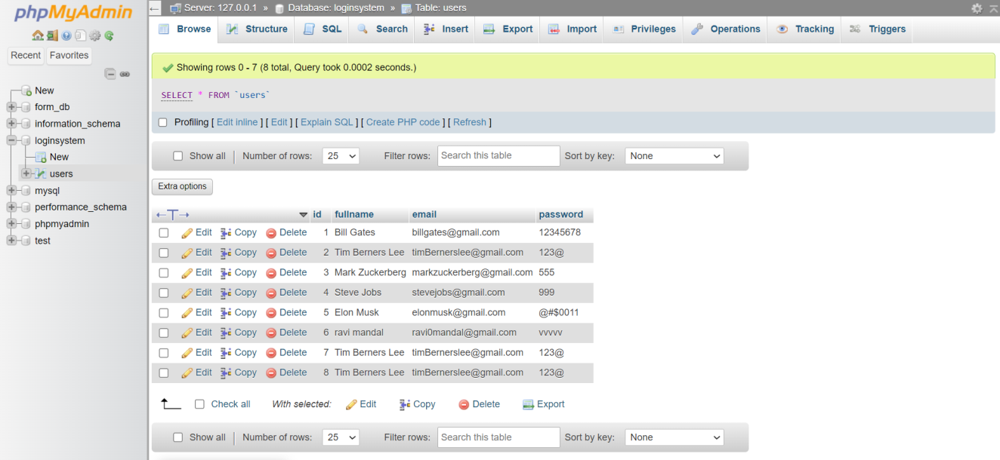 phpMyAdmin
Recent Favorites
New
form_db
information_schema
loginsystem
New
users
mysql
performance_schema
phpmyadmin
test
Server: 127.0.0.1 » Database: loginsystem » Table: users
Browse Structure SQL Search Insert Export Import Privileges Operations Tracking Triggers
Showing rows 0 - 7 (8 total, Query took 0.0002 seconds.)
SELECT * FROM `users`
Profiling [ Edit inline ] [ Edit ] [ Explain SQL ] [ Create PHP code ] [ Refresh ]
Show all Number of rows: 25 Filter rows: Search this table Sort by key: None
Extra options
id fullname email password
Edit Copy Delete 1 Bill Gates billgates@gmail.com 12345678
Edit Copy Delete 2 Tim Berners Lee timBernerslee@gmail.com 123@
Edit Copy Delete 3 Mark Zuckerberg markzuckerberg@gmail.com 555
Edit Copy Delete 4 Steve Jobs stevejobs@gmail.com 999
Edit Copy Delete 5 Elon Musk elonmusk@gmail.com @#$0011
Edit Copy Delete 6 ravi mandal ravi0mandal@gmail.com vvvvv
Edit Copy Delete 7 Tim Berners Lee timBernerslee@gmail.com 123@
Edit Copy Delete 8 Tim Berners Lee timBernerslee@gmail.com 123@
Check all With selected: Edit Copy Delete Export
Show all Number of rows: 25 Filter rows: Search this table Sort by key: None